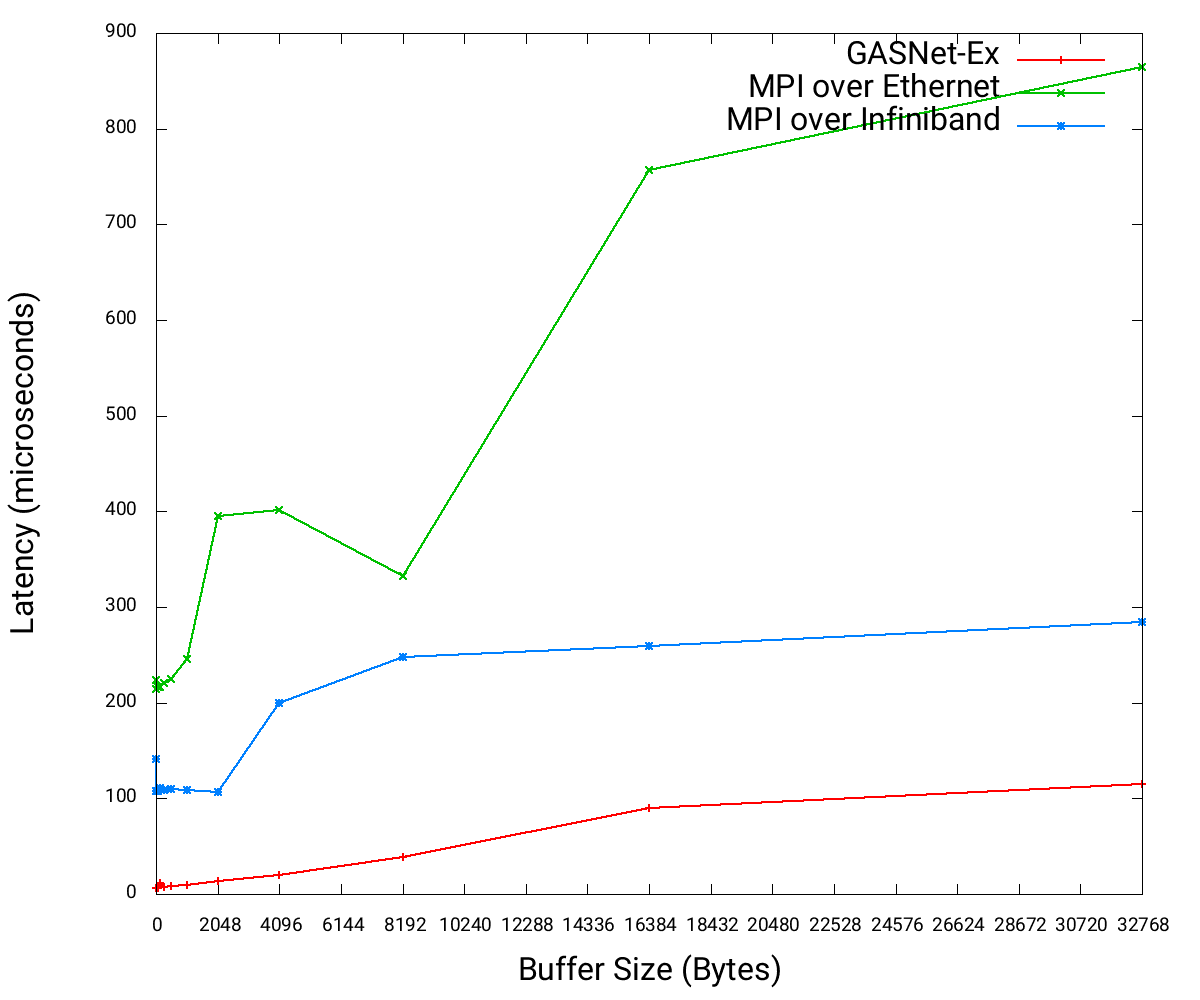 900
800
700
600
500
400
300
200
100
0
Latency (microseconds)
GASNet-Ex
MPI over Ethernet
MPI over Infiniband
0 2048 4096 6144 8192 10240 12288 14336 16384 18432 20480 22528 24576 26624 28672 30720 32768
Buffer Size (Bytes)